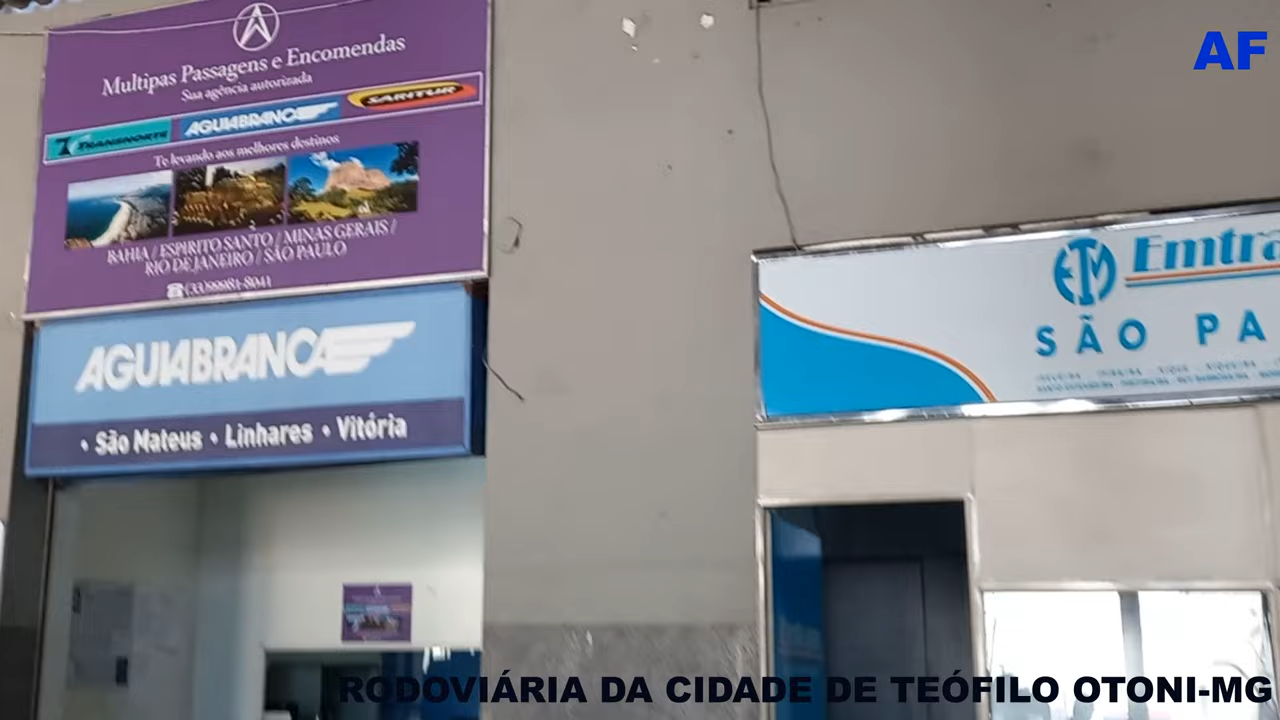 AF
Multipas Passagens e Encomendas
Sua agência autorizada
TRANSNORTE
AGUIABRANCA
SARITUR
Te levando aos melhores destinos
BAHIA / ESPIRITO SANTO / MINAS GERAIS /
RIO DE JANEIRO / SÃO PAULO
AGUIABRANCA
• São Mateus • Linhares • Vitória
ETM
Emtra
SÃO PA
RODOVIÁRIA DA CIDADE DE TEÓFILO OTONI-MG